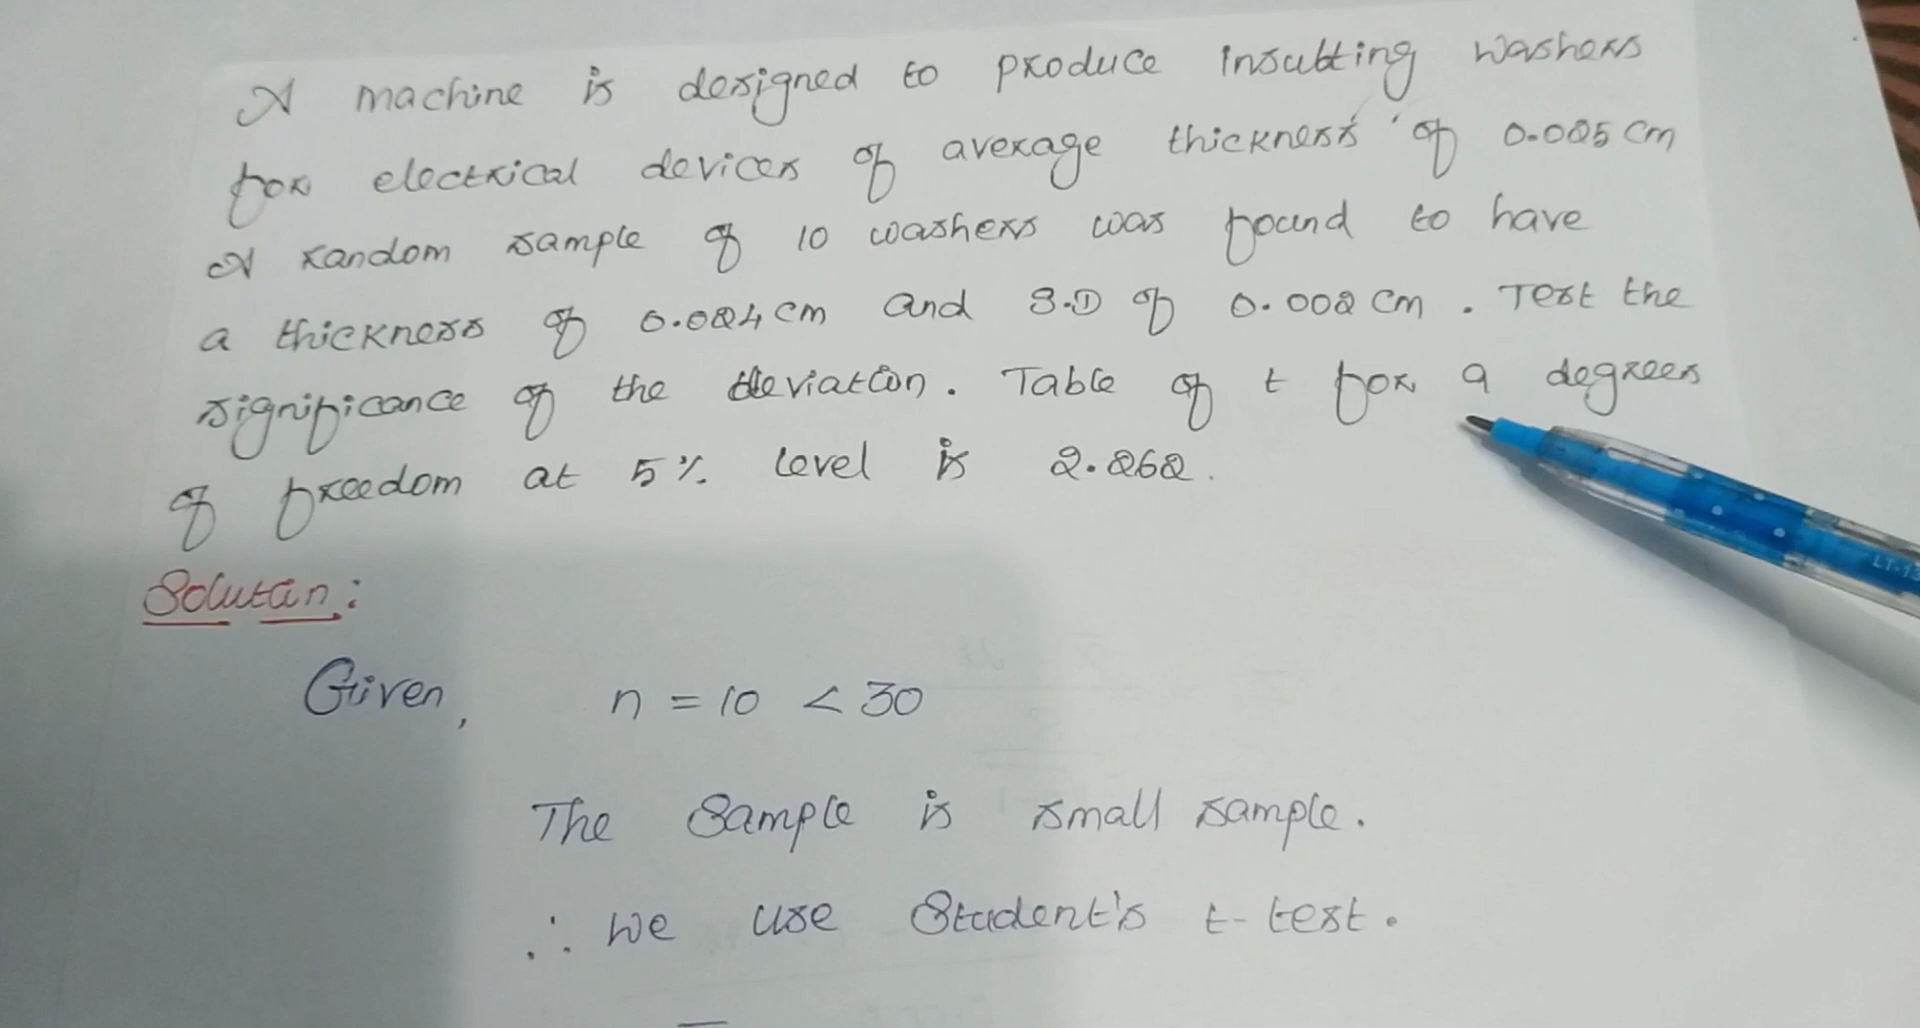 A machine is designed to produce insulting washers
for electrical devices of average thickness of 0.025 cm
A random sample of 10 washers was found to have
a thickness of 0.024 cm and S.D of 0.002 cm. Test the
significance of the deviation. Table of t for 9 degrees
of freedom at 5% level is 2.262.
Solution:
Given, n = 10 < 30
The Sample is small sample.
∴ we use Student's t-test.